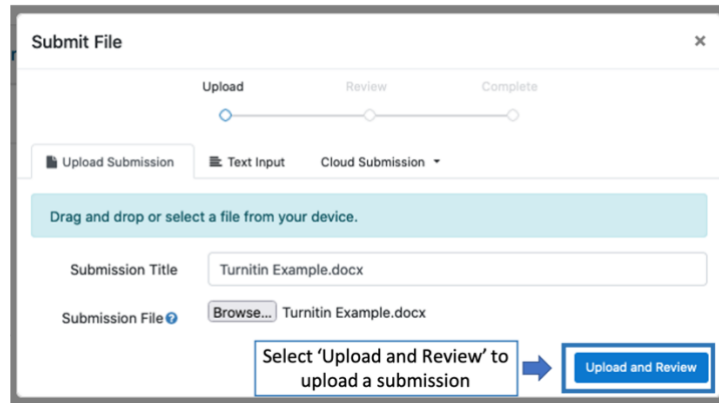 Submit File
×
Upload Review Complete
Upload Submission Text Input Cloud Submission
Drag and drop or select a file from your device.
Submission Title Turnitin Example.docx
Submission File Browse... Turnitin Example.docx
Select ‘Upload and Review’ to
upload a submission
Upload and Review